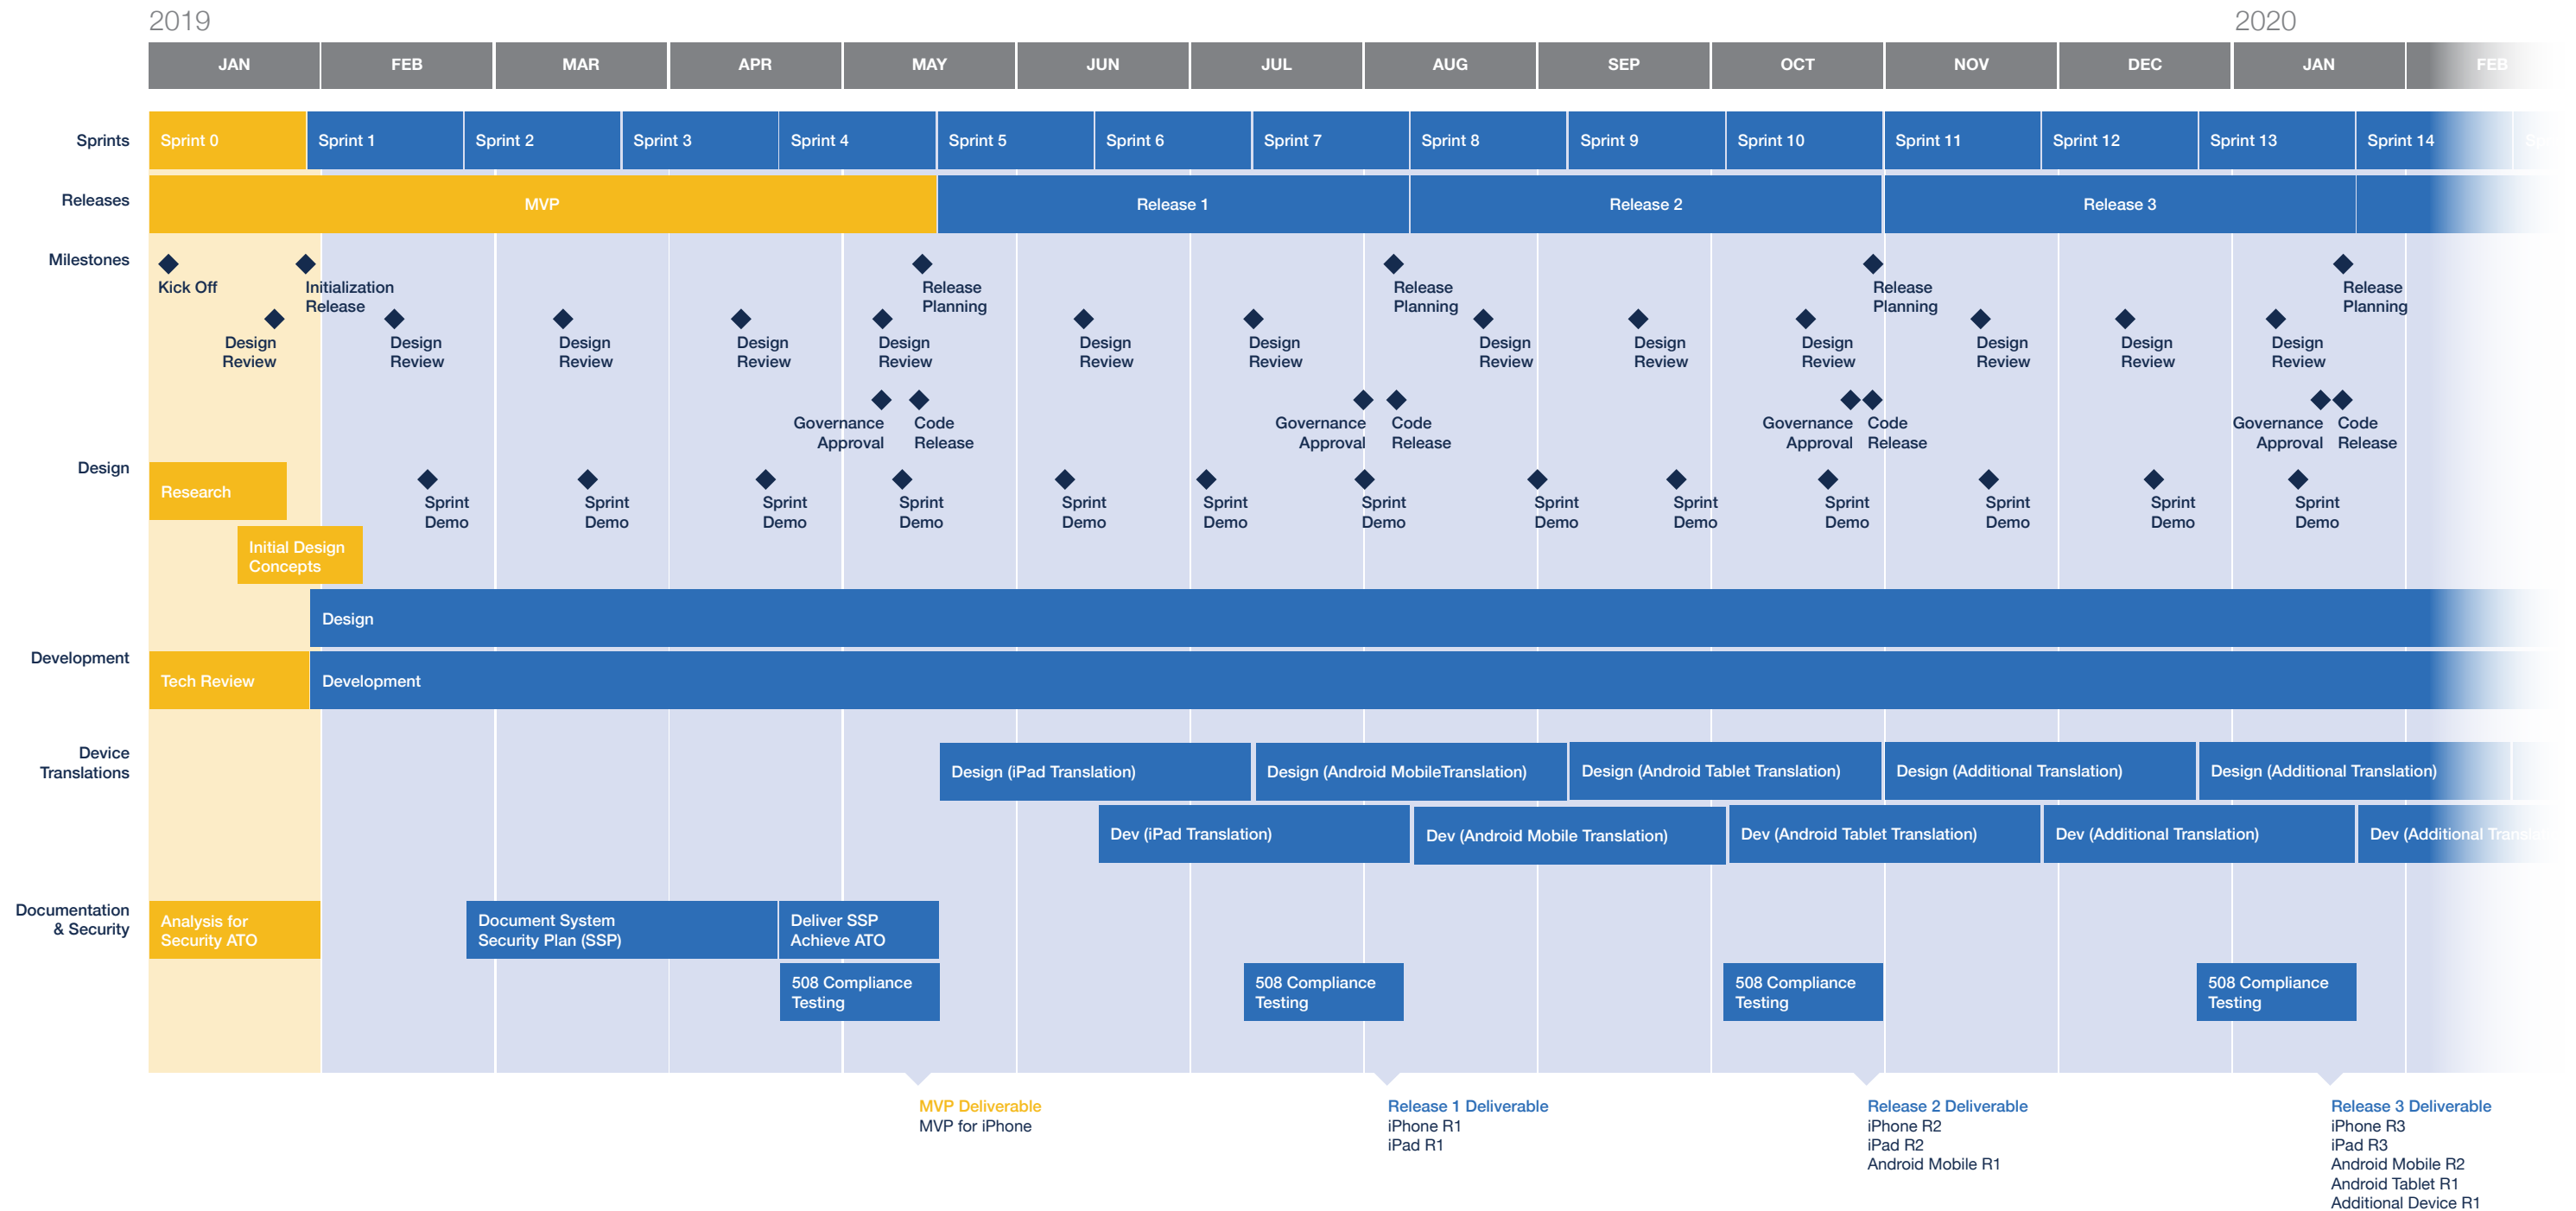 2019
2020
JAN
FEB
MAR
APR
MAY
JUN
JUL
AUG
SEP
OCT
NOV
DEC
JAN
FEB
Sprints
Sprint 0
Sprint 1
Sprint 2
Sprint 3
Sprint 4
Sprint 5
Sprint 6
Sprint 7
Sprint 8
Sprint 9
Sprint 10
Sprint 11
Sprint 12
Sprint 13
Sprint 14
Releases
MVP
Release 1
Release 2
Release 3
Milestones
Kick Off
Initialization
Release
Release
Planning
Release
Planning
Release
Planning
Release
Planning
Design
Review
Design
Review
Design
Review
Design
Review
Design
Review
Design
Review
Design
Review
Design
Review
Design
Review
Design
Review
Design
Review
Design
Review
Design
Review
Governance
Approval
Code
Release
Governance
Approval
Code
Release
Governance
Approval
Code
Release
Governance
Approval
Code
Release
Design
Research
Sprint
Demo
Sprint
Demo
Sprint
Demo
Sprint
Demo
Sprint
Demo
Sprint
Demo
Sprint
Demo
Sprint
Demo
Sprint
Demo
Sprint
Demo
Sprint
Demo
Sprint
Demo
Sprint
Demo
Initial Design
Concepts
Design
Development
Tech Review
Development
Device
Translations
Design (iPad Translation)
Design (Android MobileTranslation)
Design (Android Tablet Translation)
Design (Additional Translation)
Design (Additional Translation)
Dev (iPad Translation)
Dev (Android Mobile Translation)
Dev (Android Tablet Translation)
Dev (Additional Translation)
Dev (Additional
Documentation
& Security
Analysis for
Security ATO
Document System
Security Plan (SSP)
Deliver SSP
Achieve ATO
508 Compliance
Testing
508 Compliance
Testing
508 Compliance
Testing
508 Compliance
Testing
MVP Deliverable
MVP for iPhone
Release 1 Deliverable
iPhone R1
iPad R1
Release 2 Deliverable
iPhone R2
iPad R2
Android Mobile R1
Release 3 Deliverable
iPhone R3
iPad R3
Android Mobile R2
Android Tablet R1
Additional Device R1